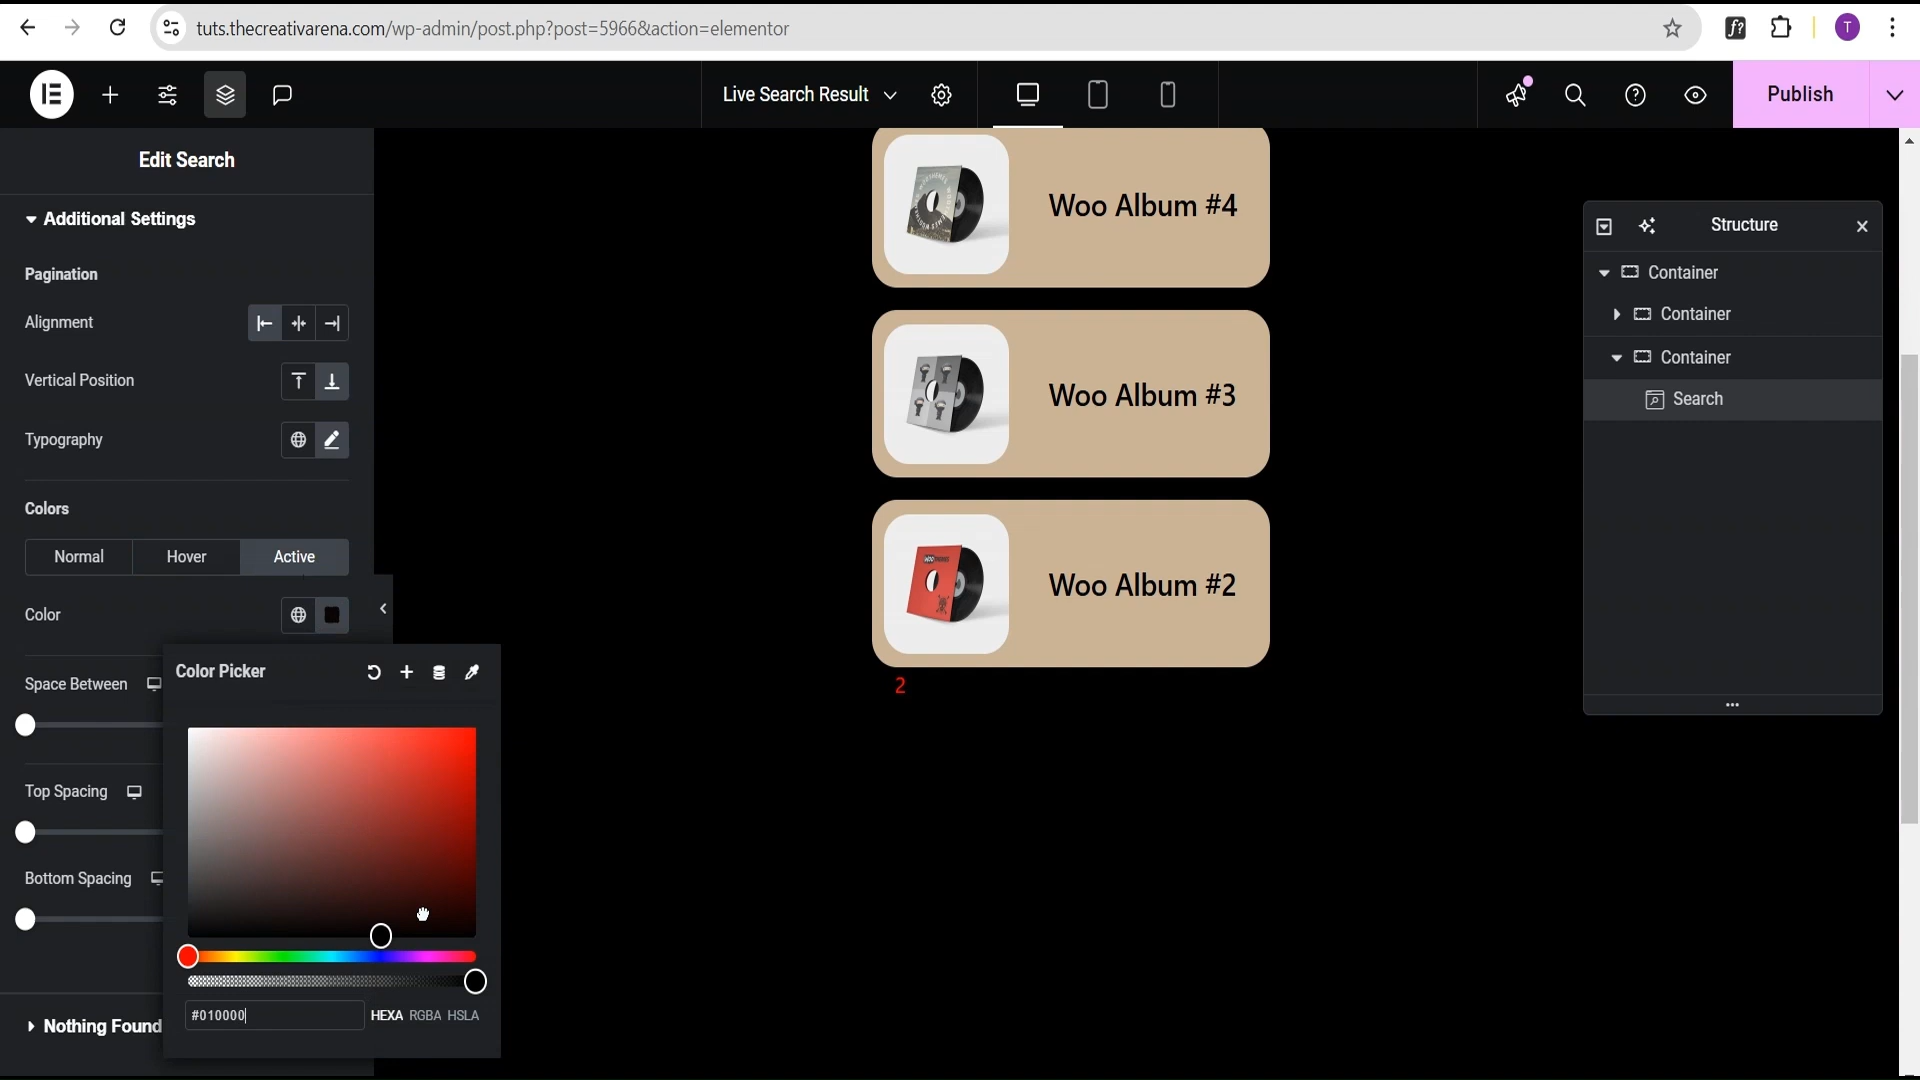 tuts.thecreativarena.com/wp-admin/post.php?post=5966&action=elementor
f?
T
Live Search Result
Publish
Edit Search
Additional Settings
Pagination
Alignment
Vertical Position
Typography
Colors
Normal
Hover
Active
Color
Space Between
Top Spacing
Bottom Spacing
Nothing Found
Color Picker
#010000
HEXA RGBA HSLA
Woo Album #4
Woo Album #3
Woo Album #2
2
Structure
Container
Container
Container
Search